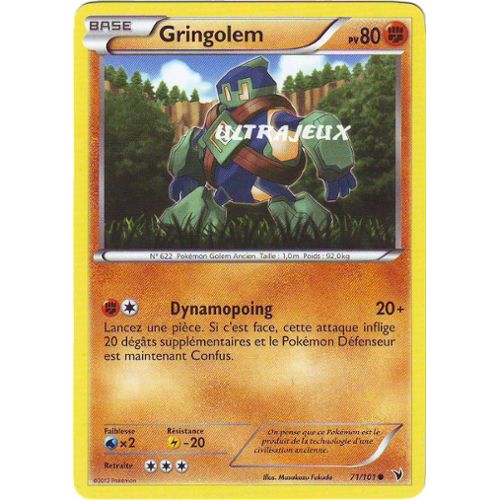 BASE Gringolem PV80
ULTRAJEUX
N° 622 Pokémon Golem Ancien Taille : 1,0m Poids : 92,0kg
Dynamopoing 20+
Lancez une pièce. Si c'est face, cette attaque inflige
20 dégâts supplémentaires et le Pokémon Défenseur
est maintenant Confus.
Faiblesse Résistance
×2 -20
Retraite
On pense que ce Pokémon est le
produit de la technologie d'une
civilisation ancienne.
Illus. Masakazu Fukuda
©2012 Pokémon 71/101